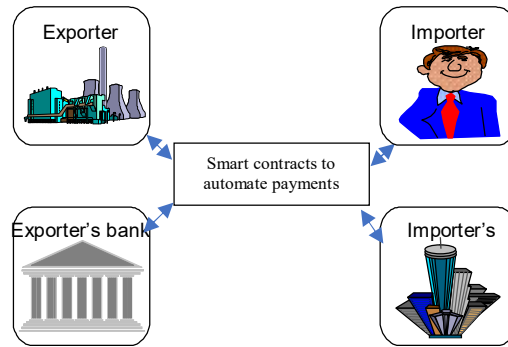 Exporter
Importer
Smart contracts to
automate payments
Exporter's bank
Importer's